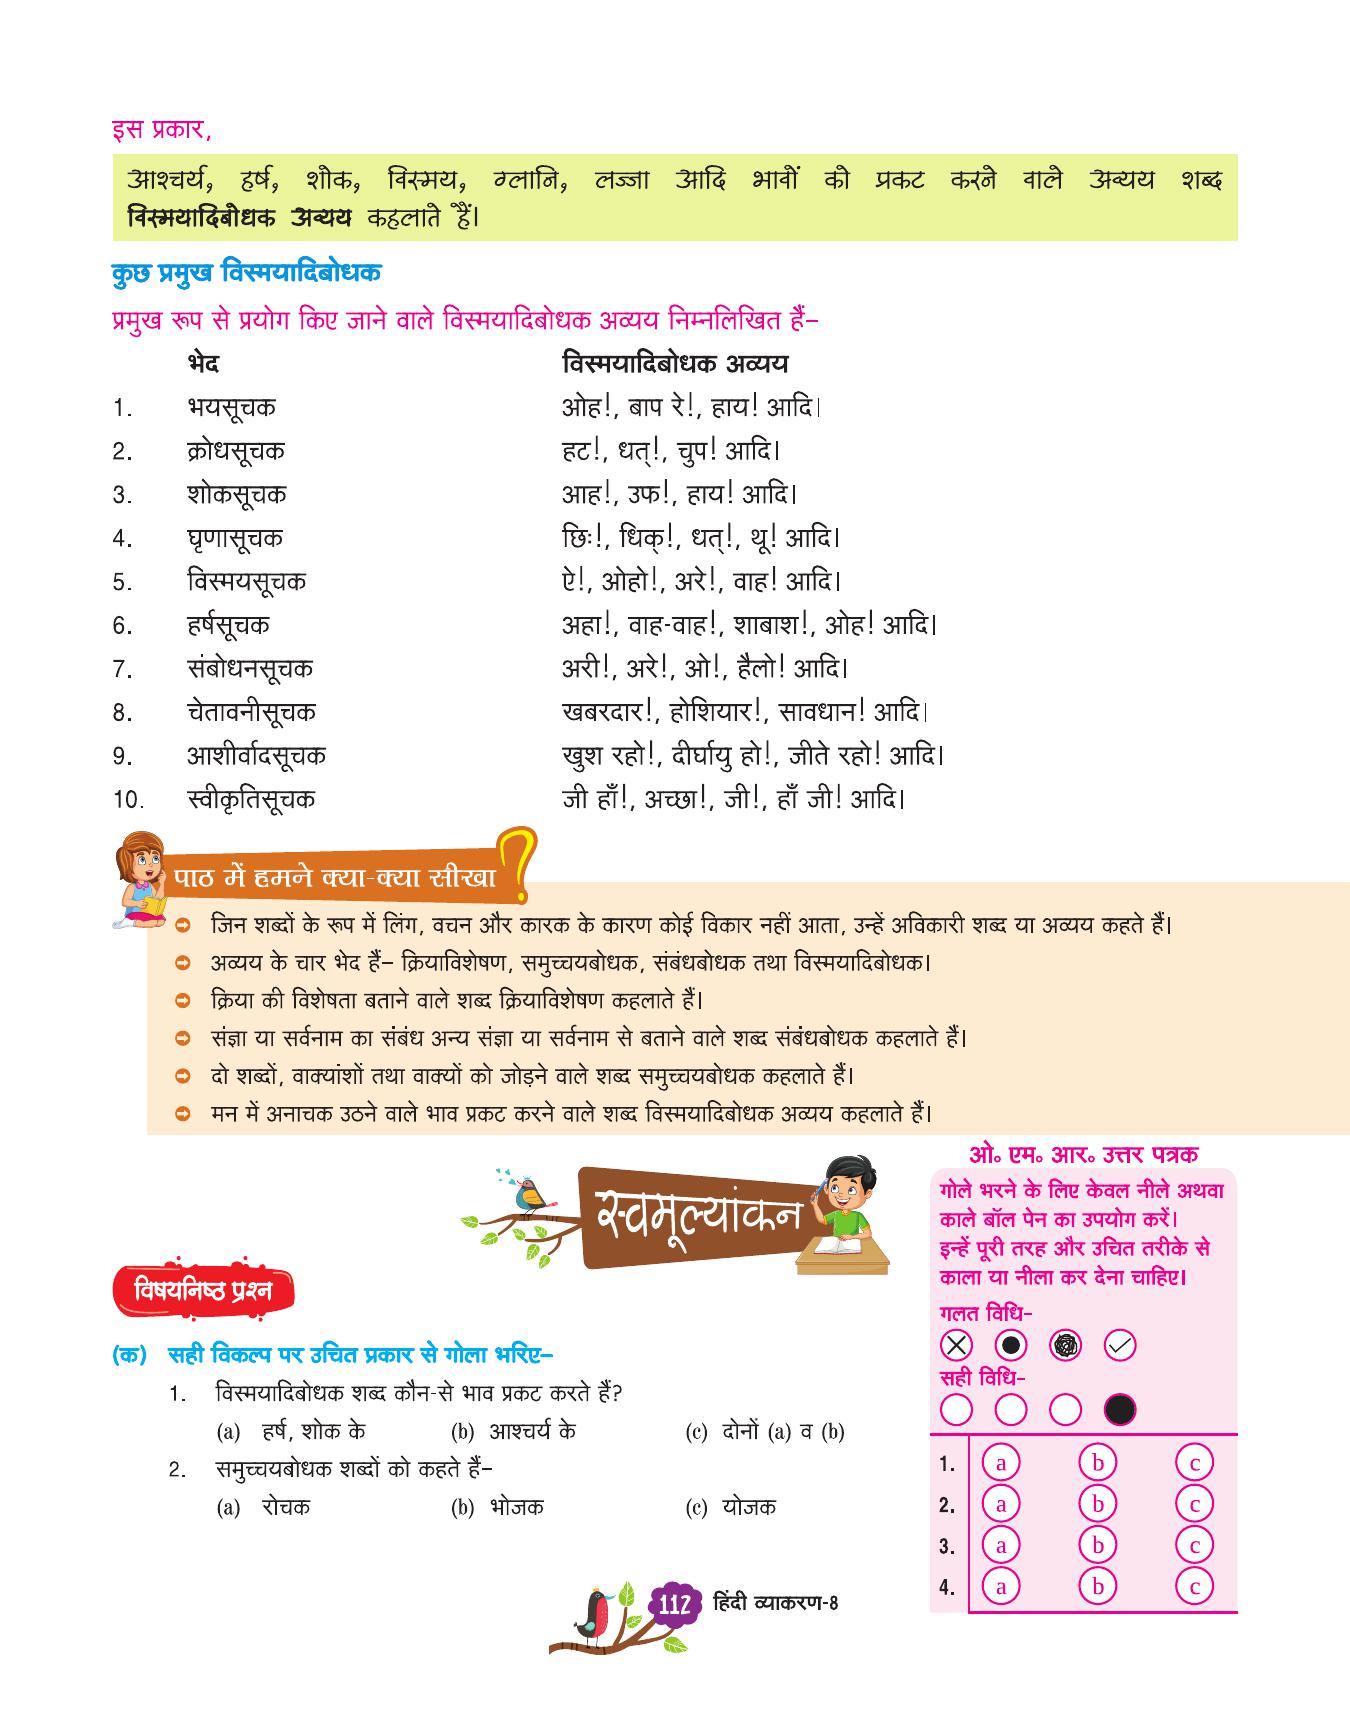 इस प्रकार,
आश्चर्य, हर्ष, शोक, विस्मय, ग्लानि, लज्जा आदि भावों को प्रकट करने वाले अव्यय शब्द
विस्मयादिबोधक अव्यय कहलाते हैं।
कुछ प्रमुख विस्मयादिबोधक
प्रमुख रूप से प्रयोग किए जाने वाले विस्मयादिबोधक अव्यय निम्नलिखित हैं–
भेद विस्मयादिबोधक अव्यय
1. भयसूचक ओह!, बाप रे!, हाय! आदि।
2. क्रोधसूचक हट!, धत्!, चुप! आदि।
3. शोकसूचक आह!, उफ!, हाय! आदि।
4. घृणासूचक छिः!, धिक्!, धत्!, थू! आदि।
5. विस्मयसूचक ऐ!, ओहो!, अरे!, वाह! आदि।
6. हर्षसूचक अहा!, वाह-वाह!, शाबाश!, ओह! आदि।
7. संबोधनसूचक अरी!, अरे!, ओ!, हैलो! आदि।
8. चेतावनीसूचक खबरदार!, होशियार!, सावधान! आदि।
9. आशीर्वादसूचक खुश रहो!, दीर्घायु हो!, जीते रहो! आदि।
10. स्वीकृतिसूचक जी हाँ!, अच्छा!, जी!, हाँ जी! आदि।
पाठ में हमने क्या-क्या सीखा
जिन शब्दों के रूप में लिंग, वचन और कारक के कारण कोई विकार नहीं आता, उन्हें अविकारी शब्द या अव्यय कहते हैं।
अव्यय के चार भेद हैं– क्रियाविशेषण, समुच्चयबोधक, संबंधबोधक तथा विस्मयादिबोधक।
क्रिया की विशेषता बताने वाले शब्द क्रियाविशेषण कहलाते हैं।
संज्ञा या सर्वनाम का संबंध अन्य संज्ञा या सर्वनाम से बताने वाले शब्द संबंधबोधक कहलाते हैं।
दो शब्दों, वाक्यांशों तथा वाक्यों को जोड़ने वाले शब्द समुच्चयबोधक कहलाते हैं।
मन में अनाचक उठने वाले भाव प्रकट करने वाले शब्द विस्मयादिबोधक अव्यय कहलाते हैं।
स्वमूल्यांकन
विषयनिष्ठ प्रश्न
(क) सही विकल्प पर उचित प्रकार से गोला भरिए–
1. विस्मयादिबोधक शब्द कौन-से भाव प्रकट करते हैं?
(a) हर्ष, शोक के (b) आश्चर्य के (c) दोनों (a) व (b)
2. समुच्चयबोधक शब्दों को कहते हैं–
(a) रोचक (b) भोजक (c) योजक
ओ॰ एम॰ आर॰ उत्तर पत्रक
गोले भरने के लिए केवल नीले अथवा
काले बॉल पेन का उपयोग करें।
इन्हें पूरी तरह और उचित तरीके से
काला या नीला कर देना चाहिए।
गलत विधि–
सही विधि–
1. a b c
2. a b c
3. a b c
4. a b c
112 हिंदी व्याकरण-8